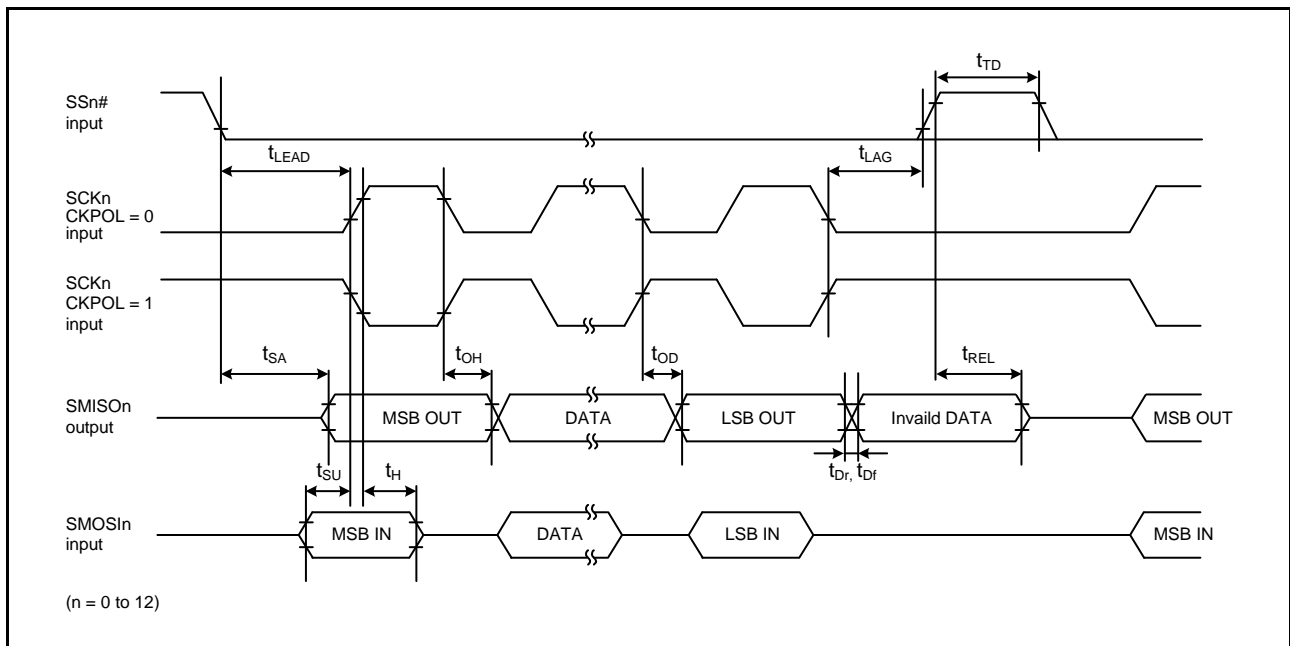 tTD
SSn#
input
tLEAD
tLAG
SCKn
CKPOL = 0
input
SCKn
CKPOL = 1
input
tSA
tOH
tOD
tREL
SMISOn
output
MSB OUT
DATA
LSB OUT
Invaild DATA
MSB OUT
tSU
tH
tDr, tDf
SMOSIn
input
MSB IN
DATA
LSB IN
MSB IN
(n = 0 to 12)